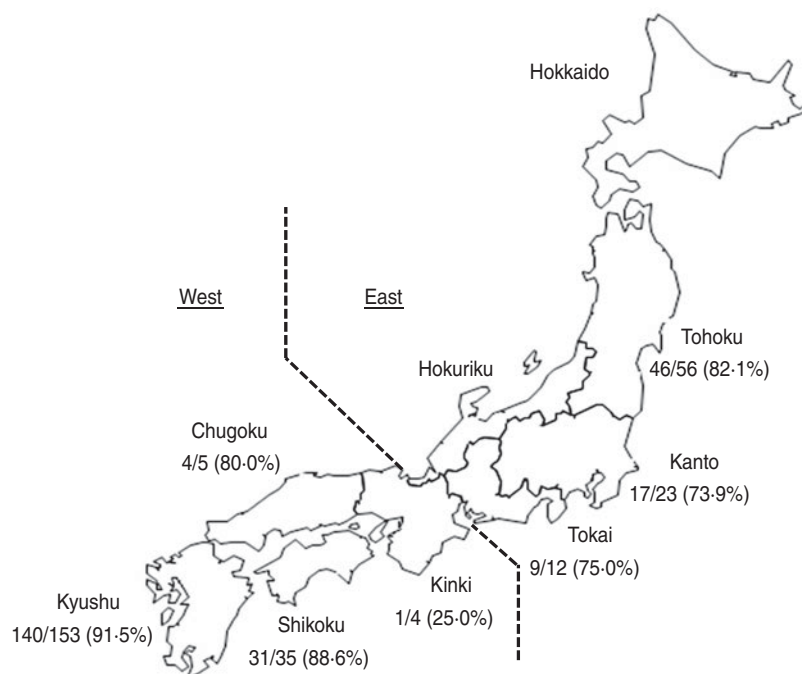 Hokkaido
West
East
Tohoku
46/56 (82·1%)
Hokuriku
Chugoku
4/5 (80·0%)
Kanto
17/23 (73·9%)
Tokai
9/12 (75·0%)
Kinki
1/4 (25·0%)
Kyushu
140/153 (91·5%)
Shikoku
31/35 (88·6%)